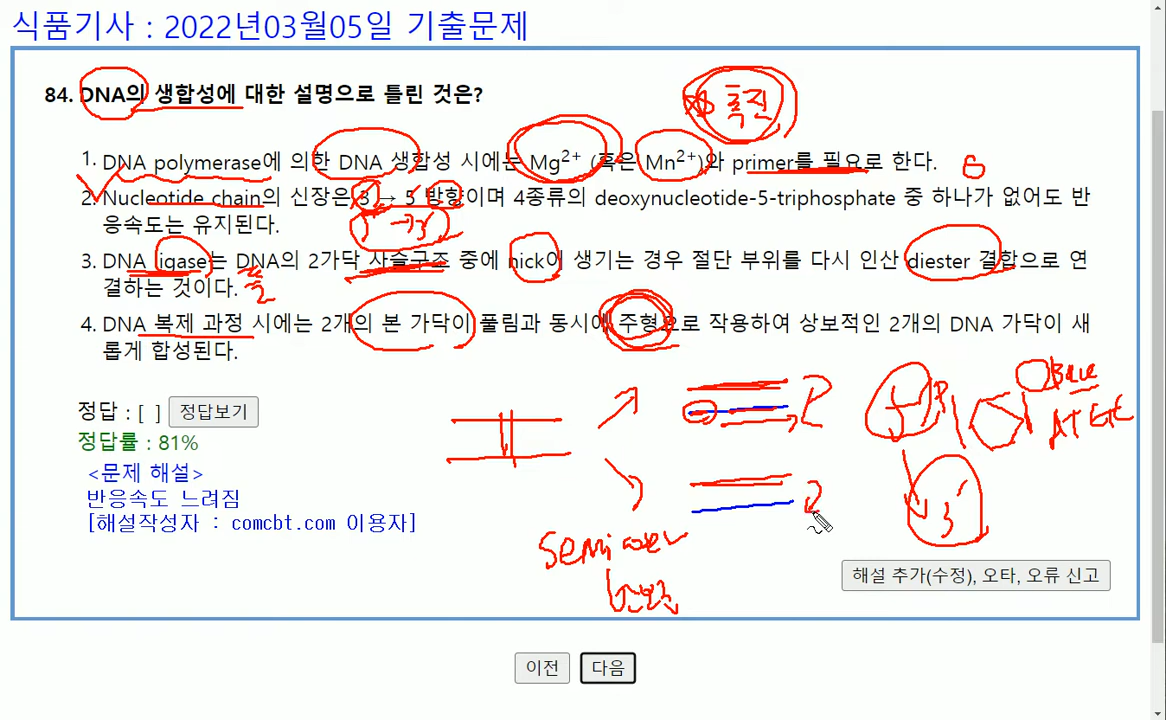 식품기사 : 2022년03월05일 기출문제
84. DNA의 생합성에 대한 설명으로 틀린 것은?
촉진
1. DNA polymerase에 의한 DNA 생합성 시에는 Mg2+ (혹은 Mn2+)와 primer를 필요로 한다.
2. Nucleotide chain의 신장은 3 → 5 방향이며 4종류의 deoxynucleotide-5-triphosphate 중 하나가 없어도 반
응속도는 유지된다.
3. DNA ligase는 DNA의 2가닥 사슬구조 중에 nick이 생기는 경우 절단 부위를 다시 인산 diester 결합으로 연
결하는 것이다.
4. DNA 복제 과정 시에는 2개의 본 가닥이 풀림과 동시에 주형으로 작용하여 상보적인 2개의 DNA 가닥이 새
롭게 합성된다.
Base
정답 : [ ] 정답보기
정답률 : 81%
<문제 해설>
반응속도 느려짐
[해설작성자 : comcbt.com 이용자]
3'
해설 추가(수정), 오타, 오류 신고
이전 다음